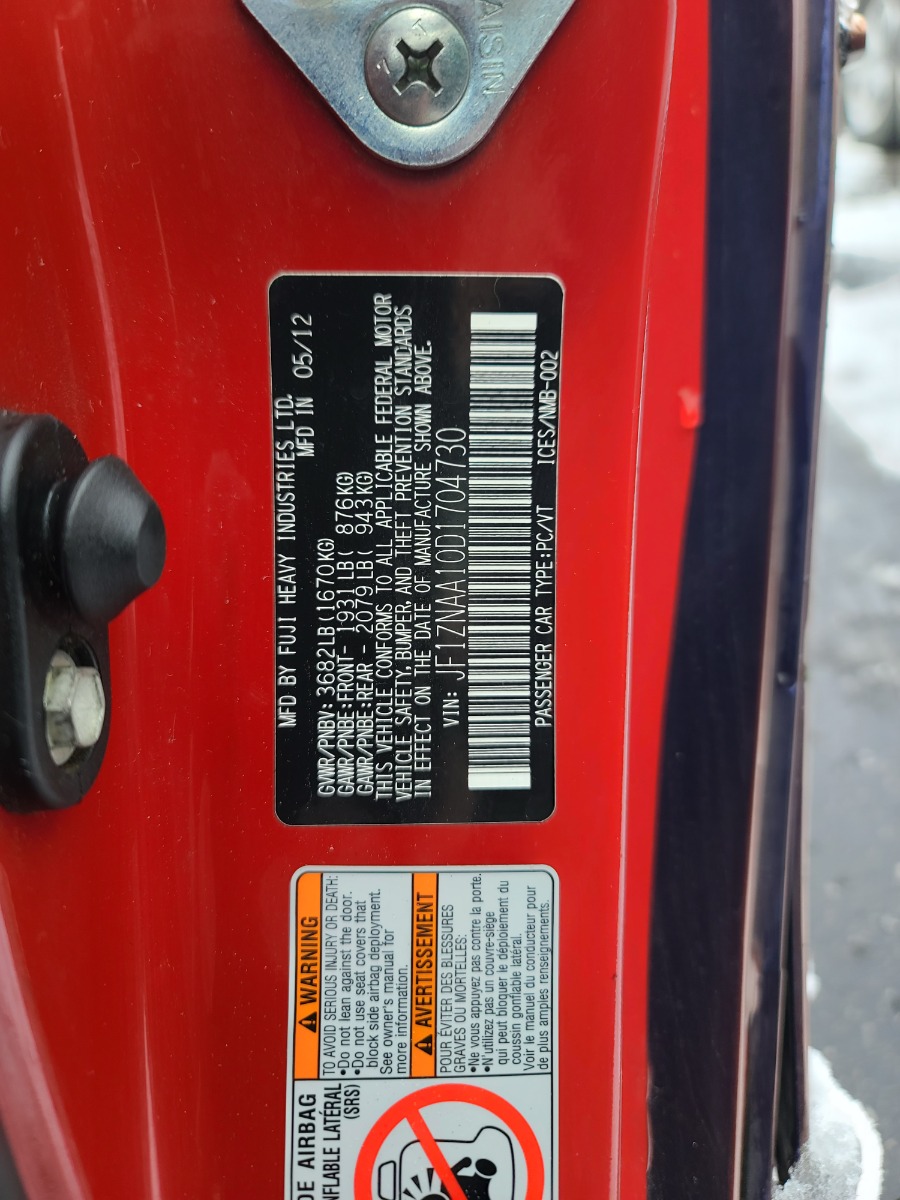 AISIN
MFD BY FUJI HEAVY INDUSTRIES LTD.
MFD IN 05/12
GVWR/PNBV: 3682LB(1670KG)
GAWR/PNBE:FRONT- 1931LB( 876KG)
GAWR/PNBE:REAR - 2079LB( 943KG)
THIS VEHICLE CONFORMS TO ALL APPLICABLE FEDERAL MOTOR
VEHICLE SAFETY, BUMPER, AND THEFT PREVENTION STANDARDS
IN EFFECT ON THE DATE OF MANUFACTURE SHOWN ABOVE.
VIN: JF1ZNAA10D1704730
PASSENGER CAR TYPE:PC/VT ICES/NMB-002
WARNING
TO AVOID SERIOUS INJURY OR DEATH:
•Do not lean against the door.
•Do not use seat covers that
block side airbag deployment.
See owner's manual for
more information.
AVERTISSEMENT
POUR ÉVITER DES BLESSURES
GRAVES OU MORTELLES:
•Ne vous appuyez pas contre la porte.
•N'utilizez pas un couvre-siège
qui peut bloquer le déploiement du
coussin gonflable latéral.
Voir le manuel du conducteur pour
de plus amples renseignements.
DE AIRBAG
NFLABLE LATÉRAL
(SRS)